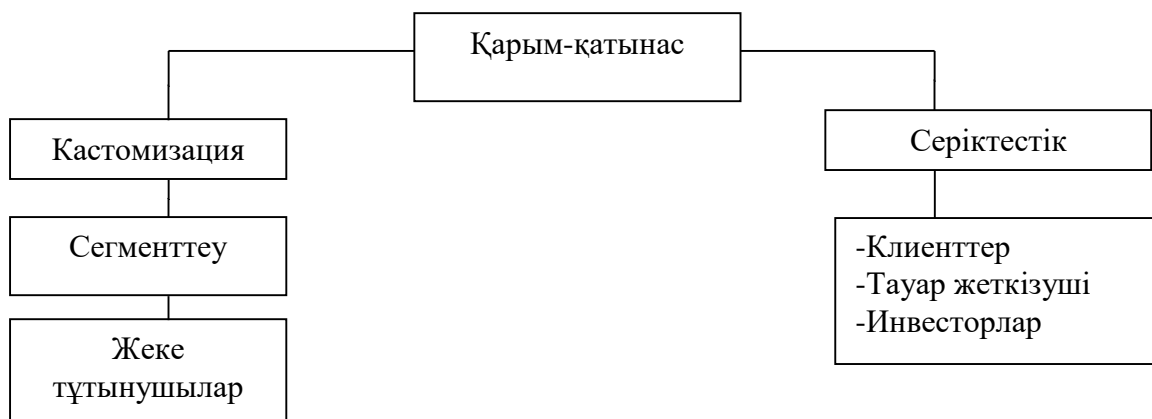 Қарым-қатынас
Кастомизация
Серіктестік
Сегменттеу
-Клиенттер
-Тауар жеткізуші
-Инвесторлар
Жеке
тұтынушылар